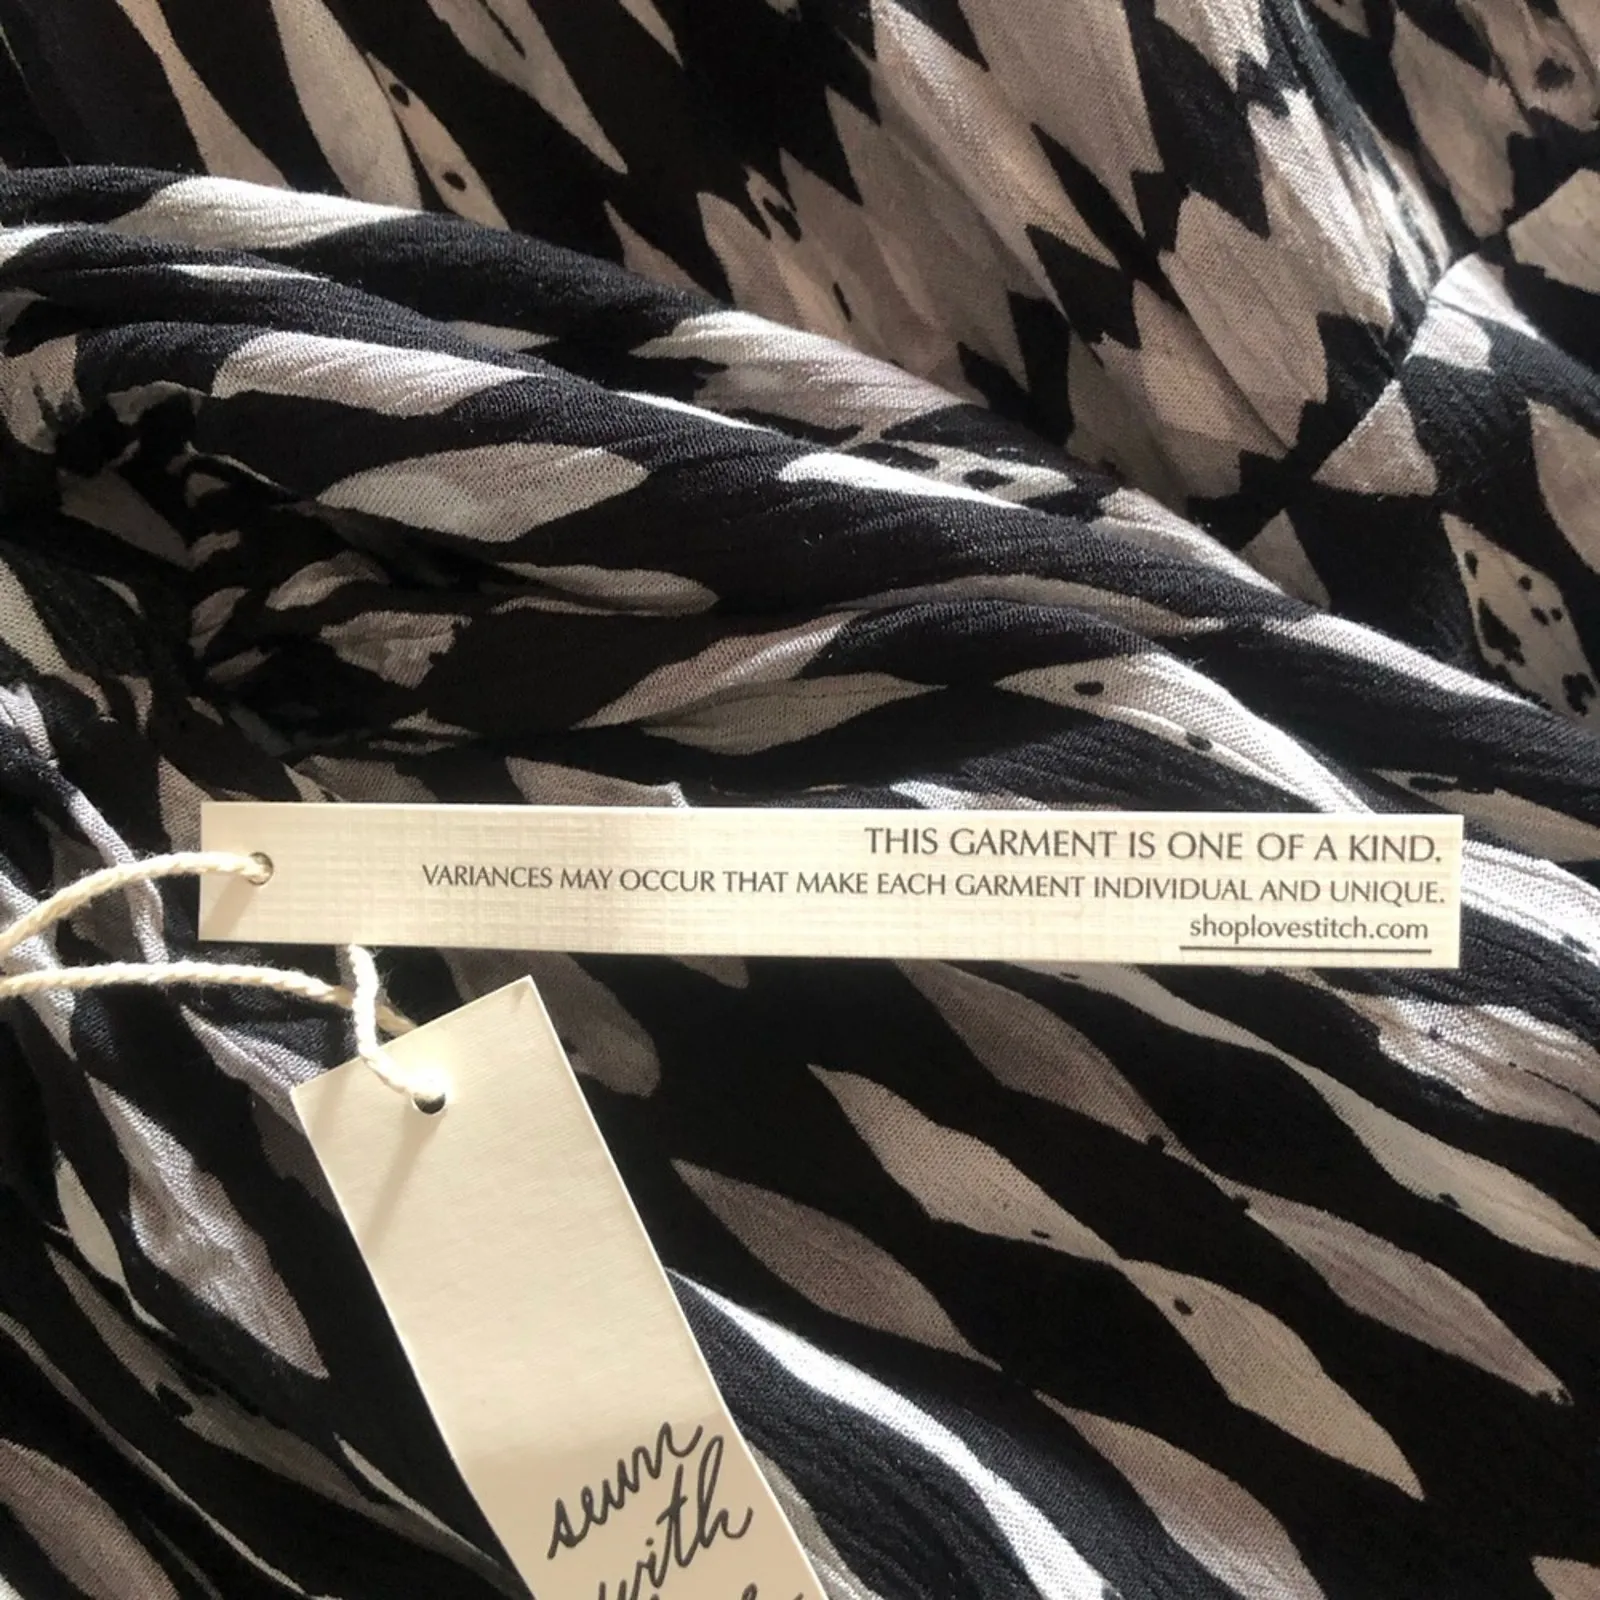 THIS GARMENT IS ONE OF A KIND.
VARIANCES MAY OCCUR THAT MAKE EACH GARMENT INDIVIDUAL AND UNIQUE.
shoplovestitch.com
sewn
with